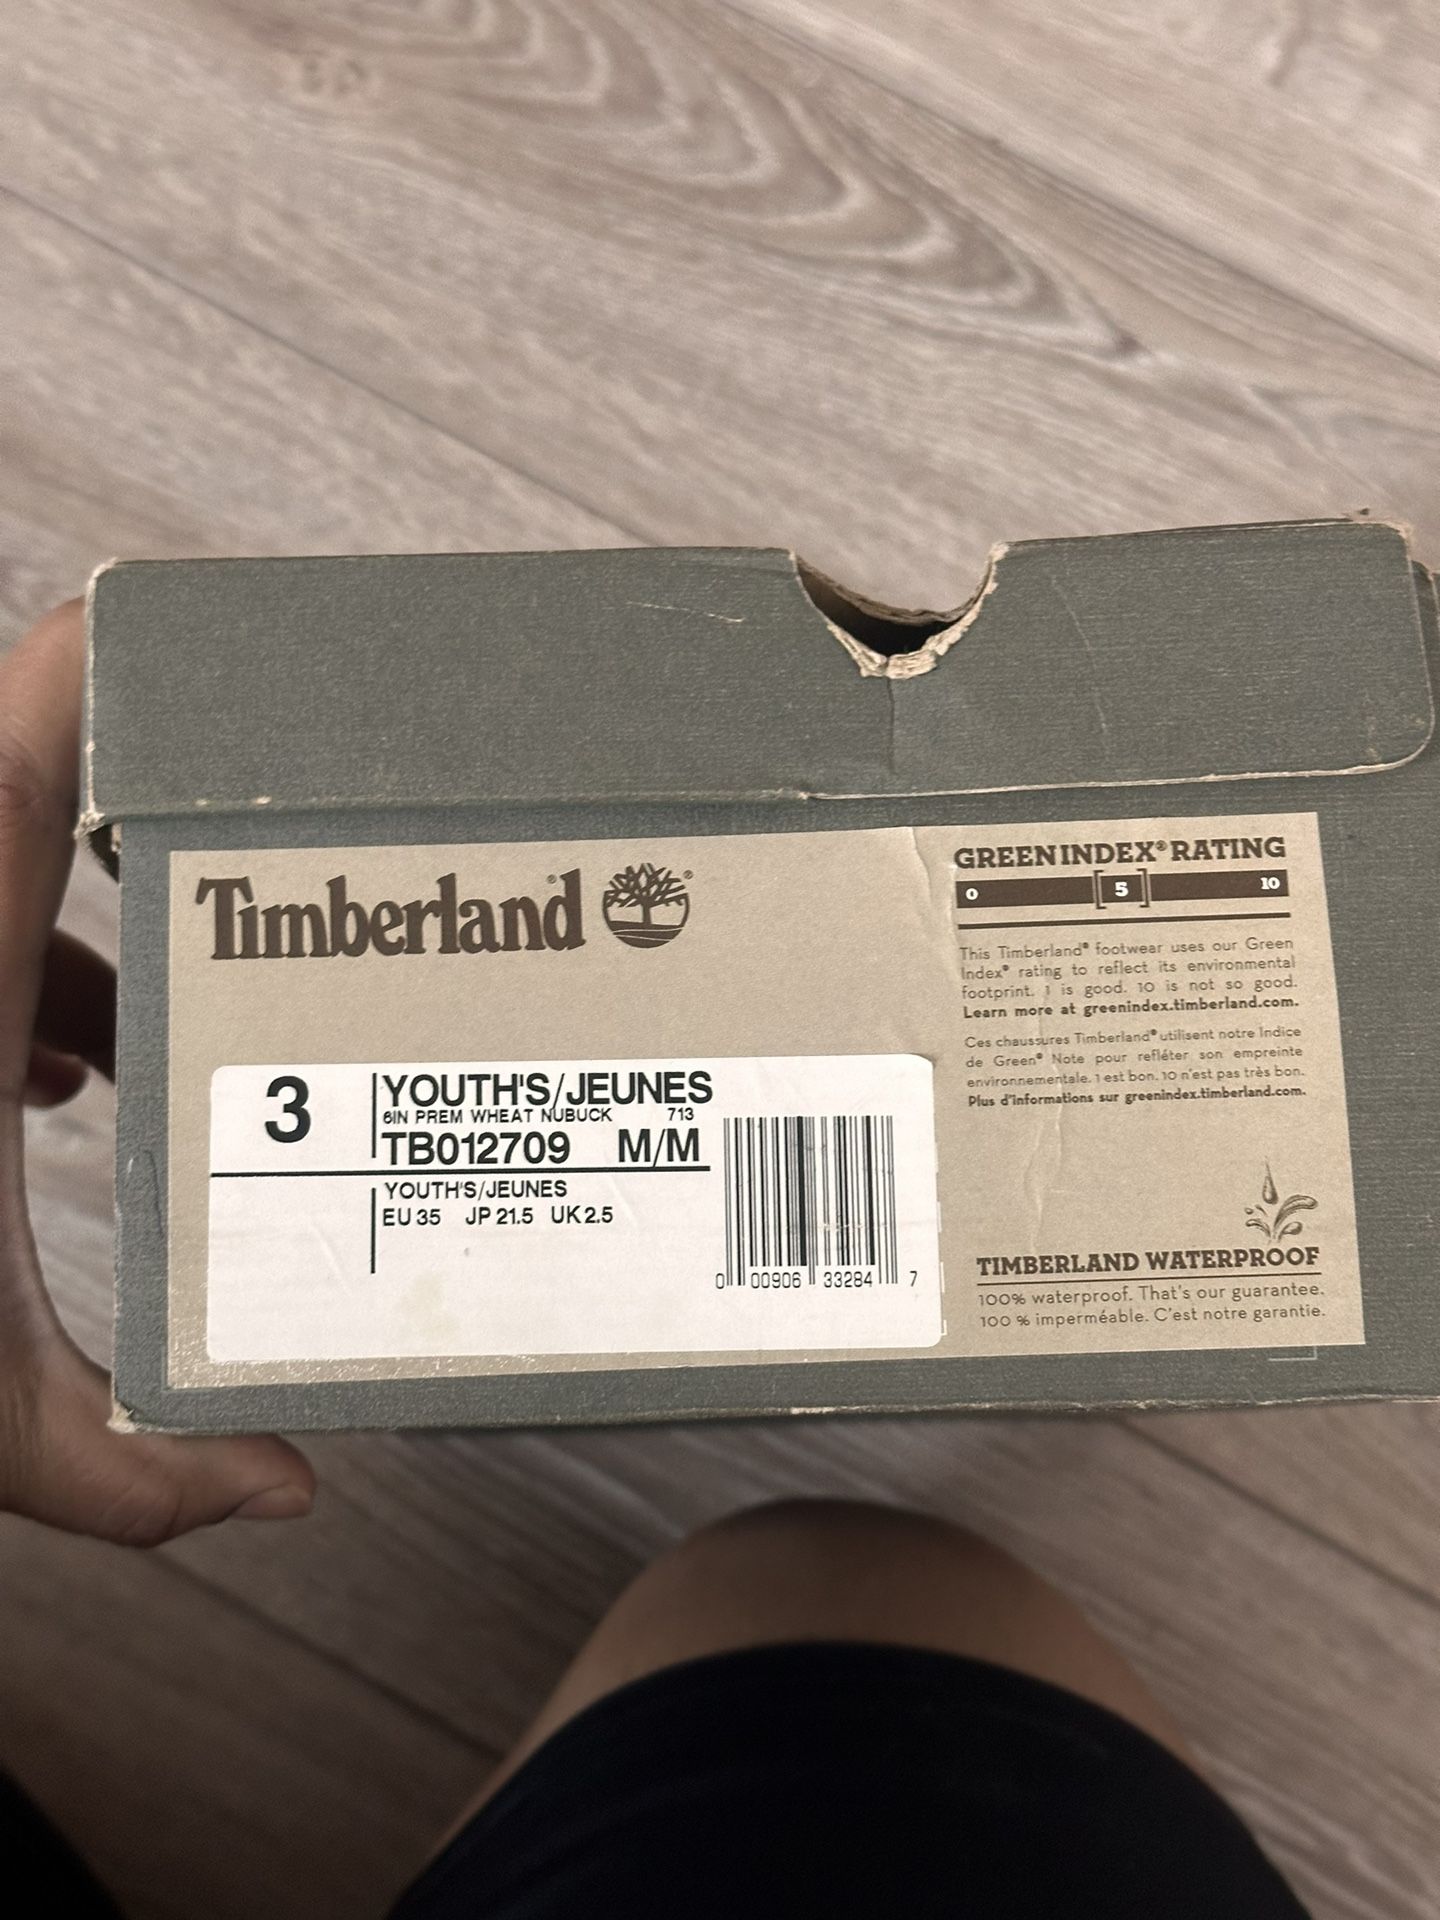 Timberland®
GREEN INDEX® RATING
0 [5] 10
This Timberland® footwear uses our Green
Index® rating to reflect its environmental
footprint. 1 is good. 10 is not so good.
Learn more at greenindex.timberland.com.
Ces chaussures Timberland® utilisent notre Indice
de Green® Note pour refléter son empreinte
environnementale. 1 est bon. 10 n'est pas très bon.
Plus d'informations sur greenindex.timberland.com.
3
YOUTH'S/JEUNES
6IN PREM WHEAT NUBUCK 713
TB012709 M/M
YOUTH'S/JEUNES
EU 35 JP 21.5 UK 2.5
0 00906 33284 7
TIMBERLAND WATERPROOF
100% waterproof. That's our guarantee.
100 % imperméable. C'est notre garantie.